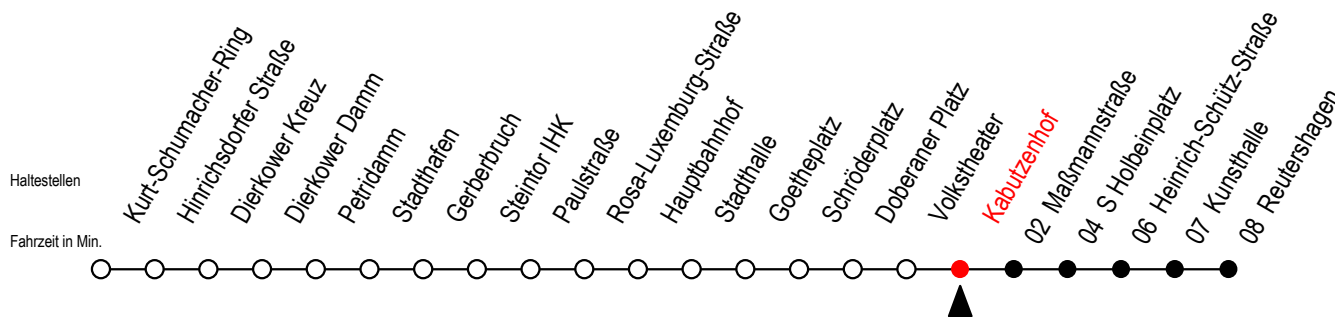 Haltestellen
Fahrzeit in Min.
Kurt-Schumacher-Ring
Hinrichsdorfer Straße
Dierkower Kreuz
Dierkower Damm
Petridamm
Stadthafen
Gerberbruch
Steintor IHK
Paulstraße
Rosa-Luxemburg-Straße
Hauptbahnhof
Stadthalle
Goetheplatz
Schröderplatz
Doberaner Platz
Volkstheater
Kabutzenhof
02 Maßmannstraße
04 S Holbeinplatz
06 Heinrich-Schütz-Straße
07 Kunsthalle
08 Reutershagen